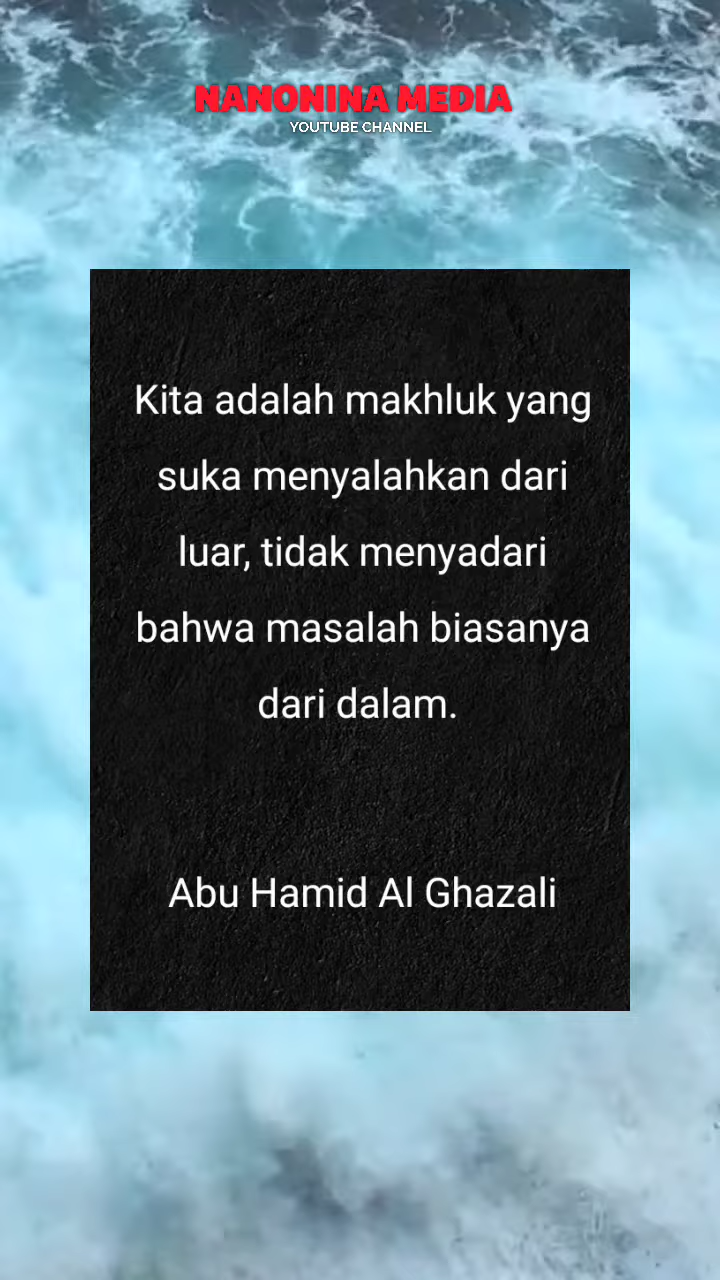 NANONINA MEDIA
YOUTUBE CHANNEL
Kita adalah makhluk yang
suka menyalahkan dari
luar, tidak menyadari
bahwa masalah biasanya
dari dalam.
Abu Hamid Al Ghazali